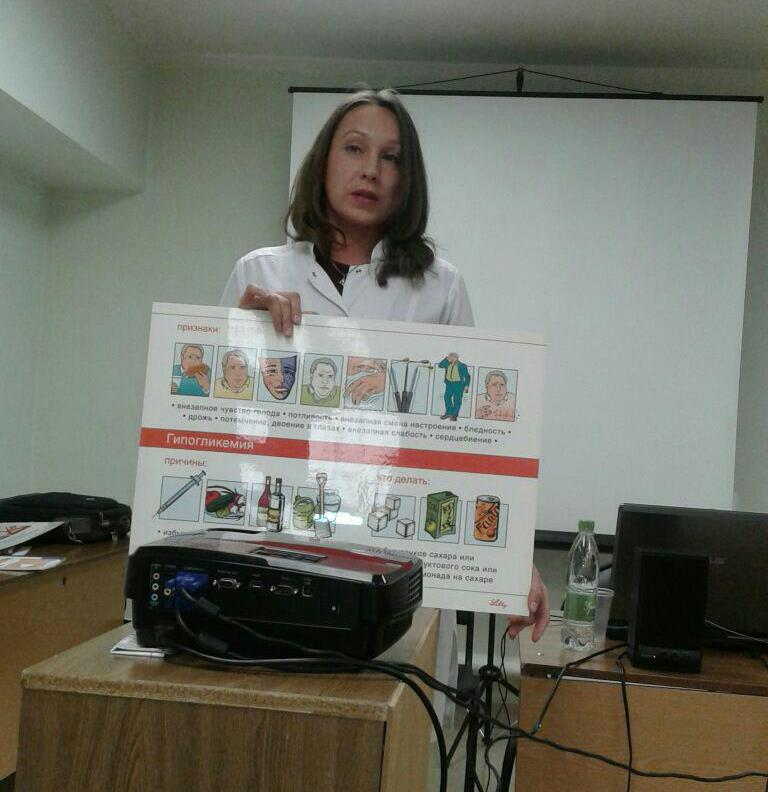 признаки:
• внезапное чувство голода • потливость • внезапная смена настроения • бледность •
• дрожь • потемнение, двоение в глазах • внезапная слабость • сердцебиение •
Гипогликемия
причины:
что делать:
сахара или
сока или
на сахаре
Fanta
Lilly